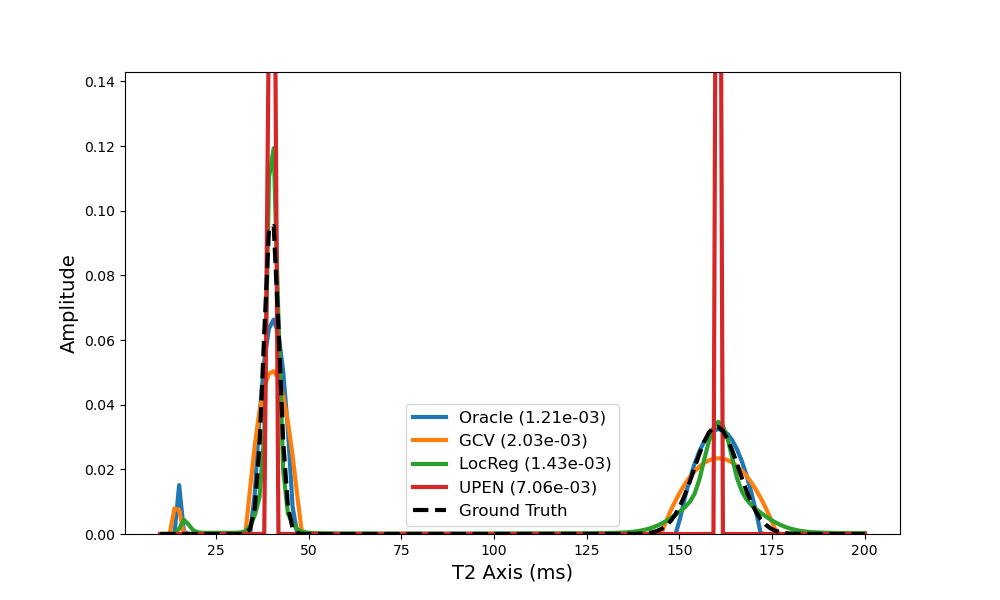 0.14
0.12
0.10
0.08
0.06
0.04
0.02
0.00
Amplitude
Oracle (1.21e-03)
GCV (2.03e-03)
LocReg (1.43e-03)
UPEN (7.06e-03)
Ground Truth
25 50 75 100 125 150 175 200
T2 Axis (ms)